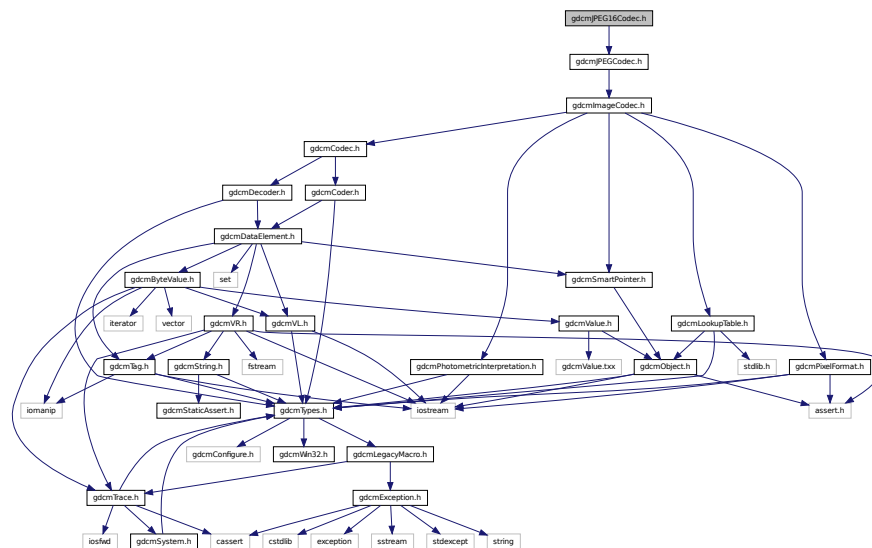 gdcmJPEG16Codec.h
gdcmJPEGCodec.h
gdcmImageCodec.h
gdcmCodec.h
gdcmDecoder.h
gdcmCoder.h
gdcmDataElement.h
gdcmByteValue.h
set
gdcmSmartPointer.h
iterator
vector
gdcmVR.h
gdcmVL.h
gdcmValue.h
gdcmLookupTable.h
gdcmTag.h
gdcmString.h
fstream
gdcmPhotometricInterpretation.h
gdcmValue.txx
gdcmObject.h
stdlib.h
gdcmPixelFormat.h
iomanip
gdcmStaticAssert.h
gdcmTypes.h
iostream
assert.h
gdcmConfigure.h
gdcmWin32.h
gdcmLegacyMacro.h
gdcmTrace.h
gdcmException.h
iosfwd
gdcmSystem.h
cassert
cstdlib
exception
sstream
stdexcept
string